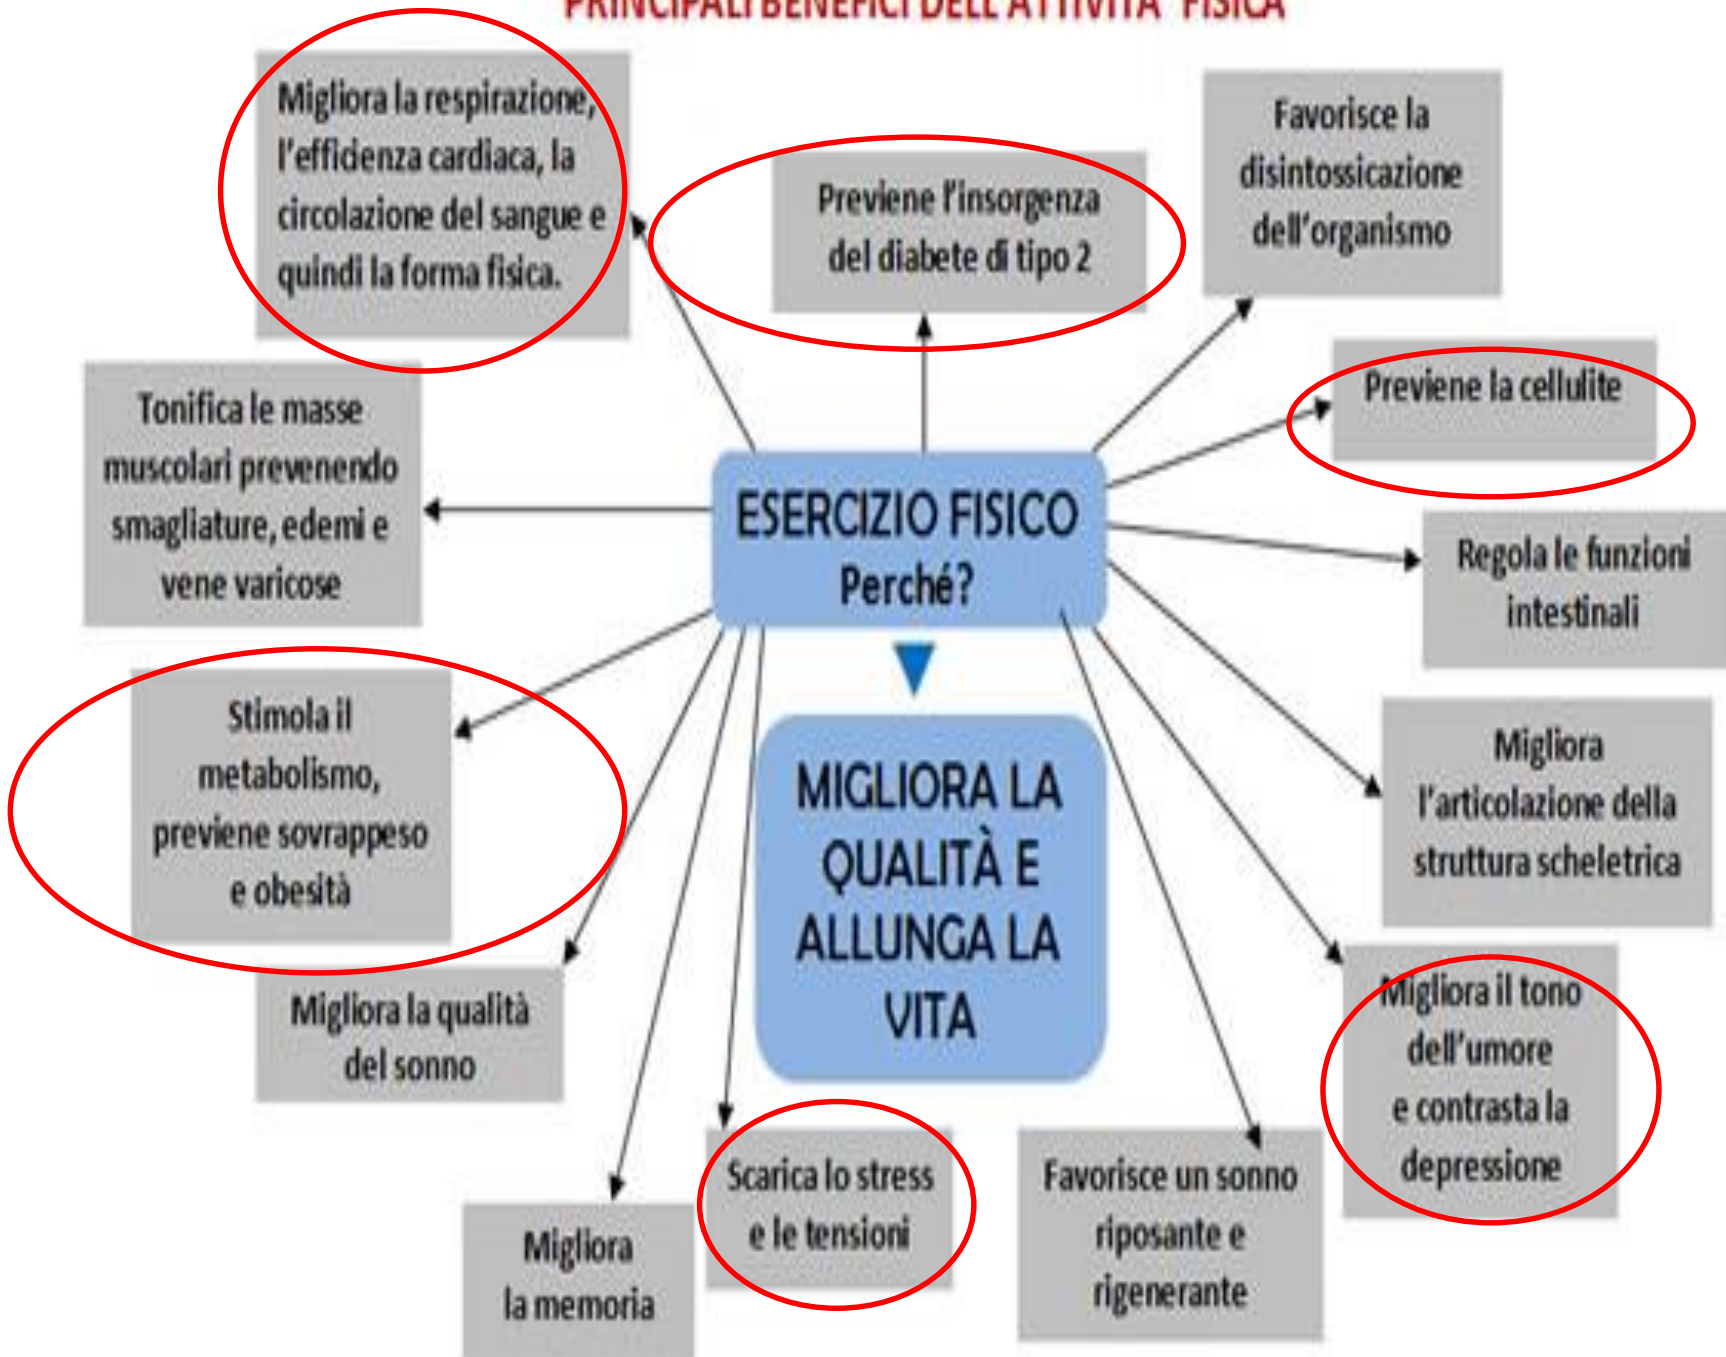 PRINCIPALI BENEFICI DELL'ATTIVITA' FISICA
Migliora la respirazione,
l'efficienza cardiaca, la
circolazione del sangue e
quindi la forma fisica.
Previene l'insorgenza
del diabete di tipo 2
Favorisce la
disintossicazione
dell'organismo
Previene la cellulite
Tonifica le masse
muscolari prevenendo
smagliature, edemi e
vene varicose
ESERCIZIO FISICO
Perché?
Regola le funzioni
intestinali
Stimola il
metabolismo,
previene sovrappeso
e obesità
MIGLIORA LA
QUALITÀ E
ALLUNGA LA
VITA
Migliora
l'articolazione della
struttura scheletrica
Migliora la qualità
del sonno
Migliora il tono
dell'umore
e contrasta la
depressione
Migliora
la memoria
Scarica lo stress
e le tensioni
Favorisce un sonno
riposante e
rigenerante